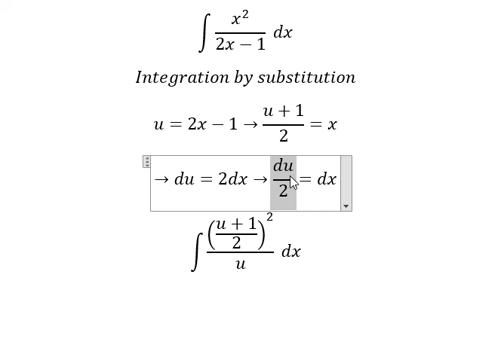 ∫ x²/(2x − 1) dx
Integration by substitution
u = 2x − 1 → (u + 1)/2 = x
→ du = 2dx → du/2 = dx
∫ ((u + 1)/2)²/u dx